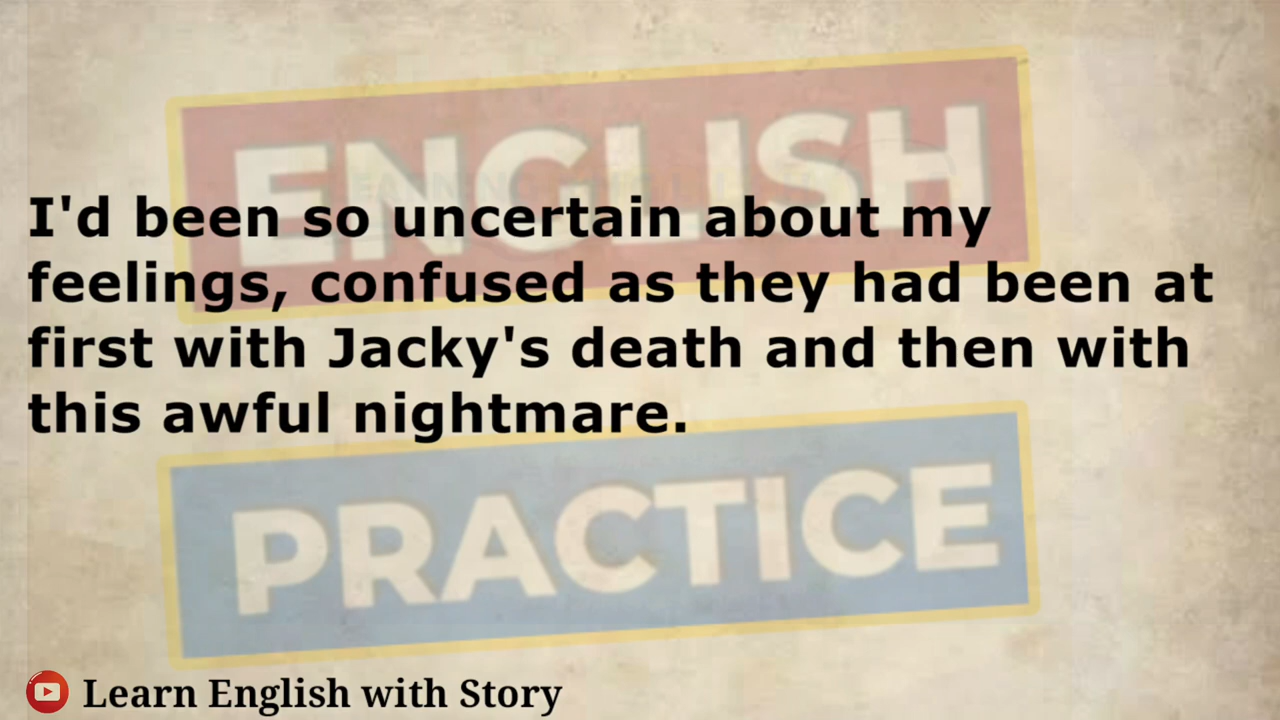 ENGLISH
I'd been so uncertain about my
feelings, confused as they had been at
first with Jacky's death and then with
this awful nightmare.
PRACTICE
Learn English with Story